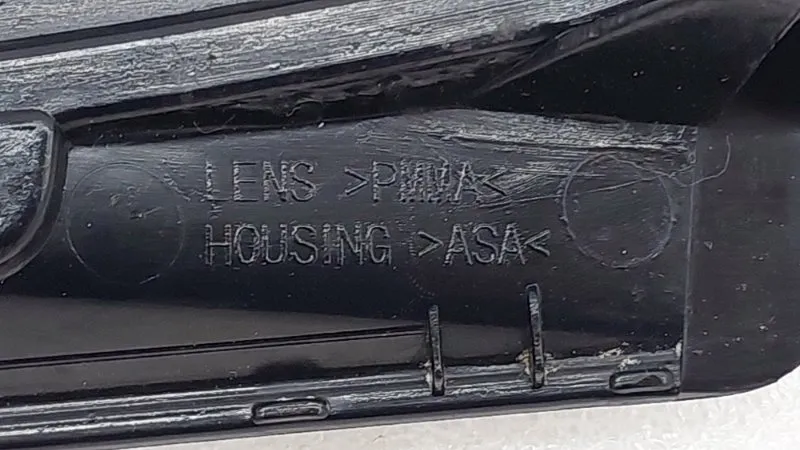 LENS >PMMA<
HOUSING >ASA<